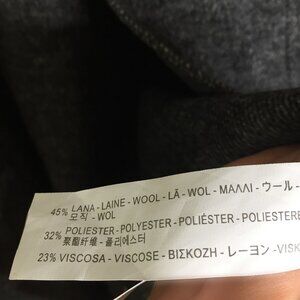 45% LANA - LAINE - WOOL - LÃ - WOL - ΜΑΛΛΙ - ウール -
모직 - WOL
32% POLIESTER - POLYESTER - POLIÉSTER - POLIESTERE
聚酯纤维 - 폴리에스터
23% VISCOSA - VISCOSE - ΒΙΣΚΟΖΗ - レーヨン - VISK